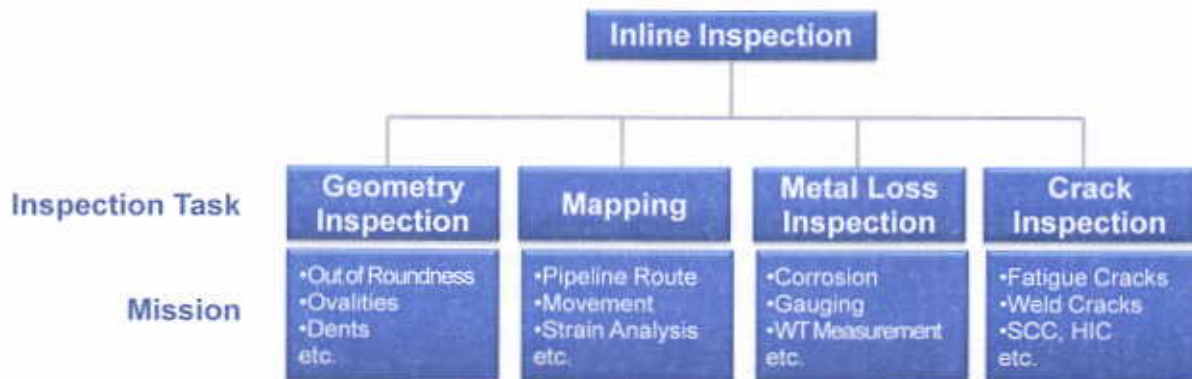 Inline Inspection
Inspection Task
Geometry
Inspection
Mapping
Metal Loss
Inspection
Crack
Inspection
Mission
•Out of Roundness
•Ovalities
•Dents
etc.
•Pipeline Route
•Movement
•Strain Analysis
etc.
•Corrosion
•Gauging
•WT Measurement
etc.
•Fatigue Cracks
•Weld Cracks
•SCC, HIC
etc.